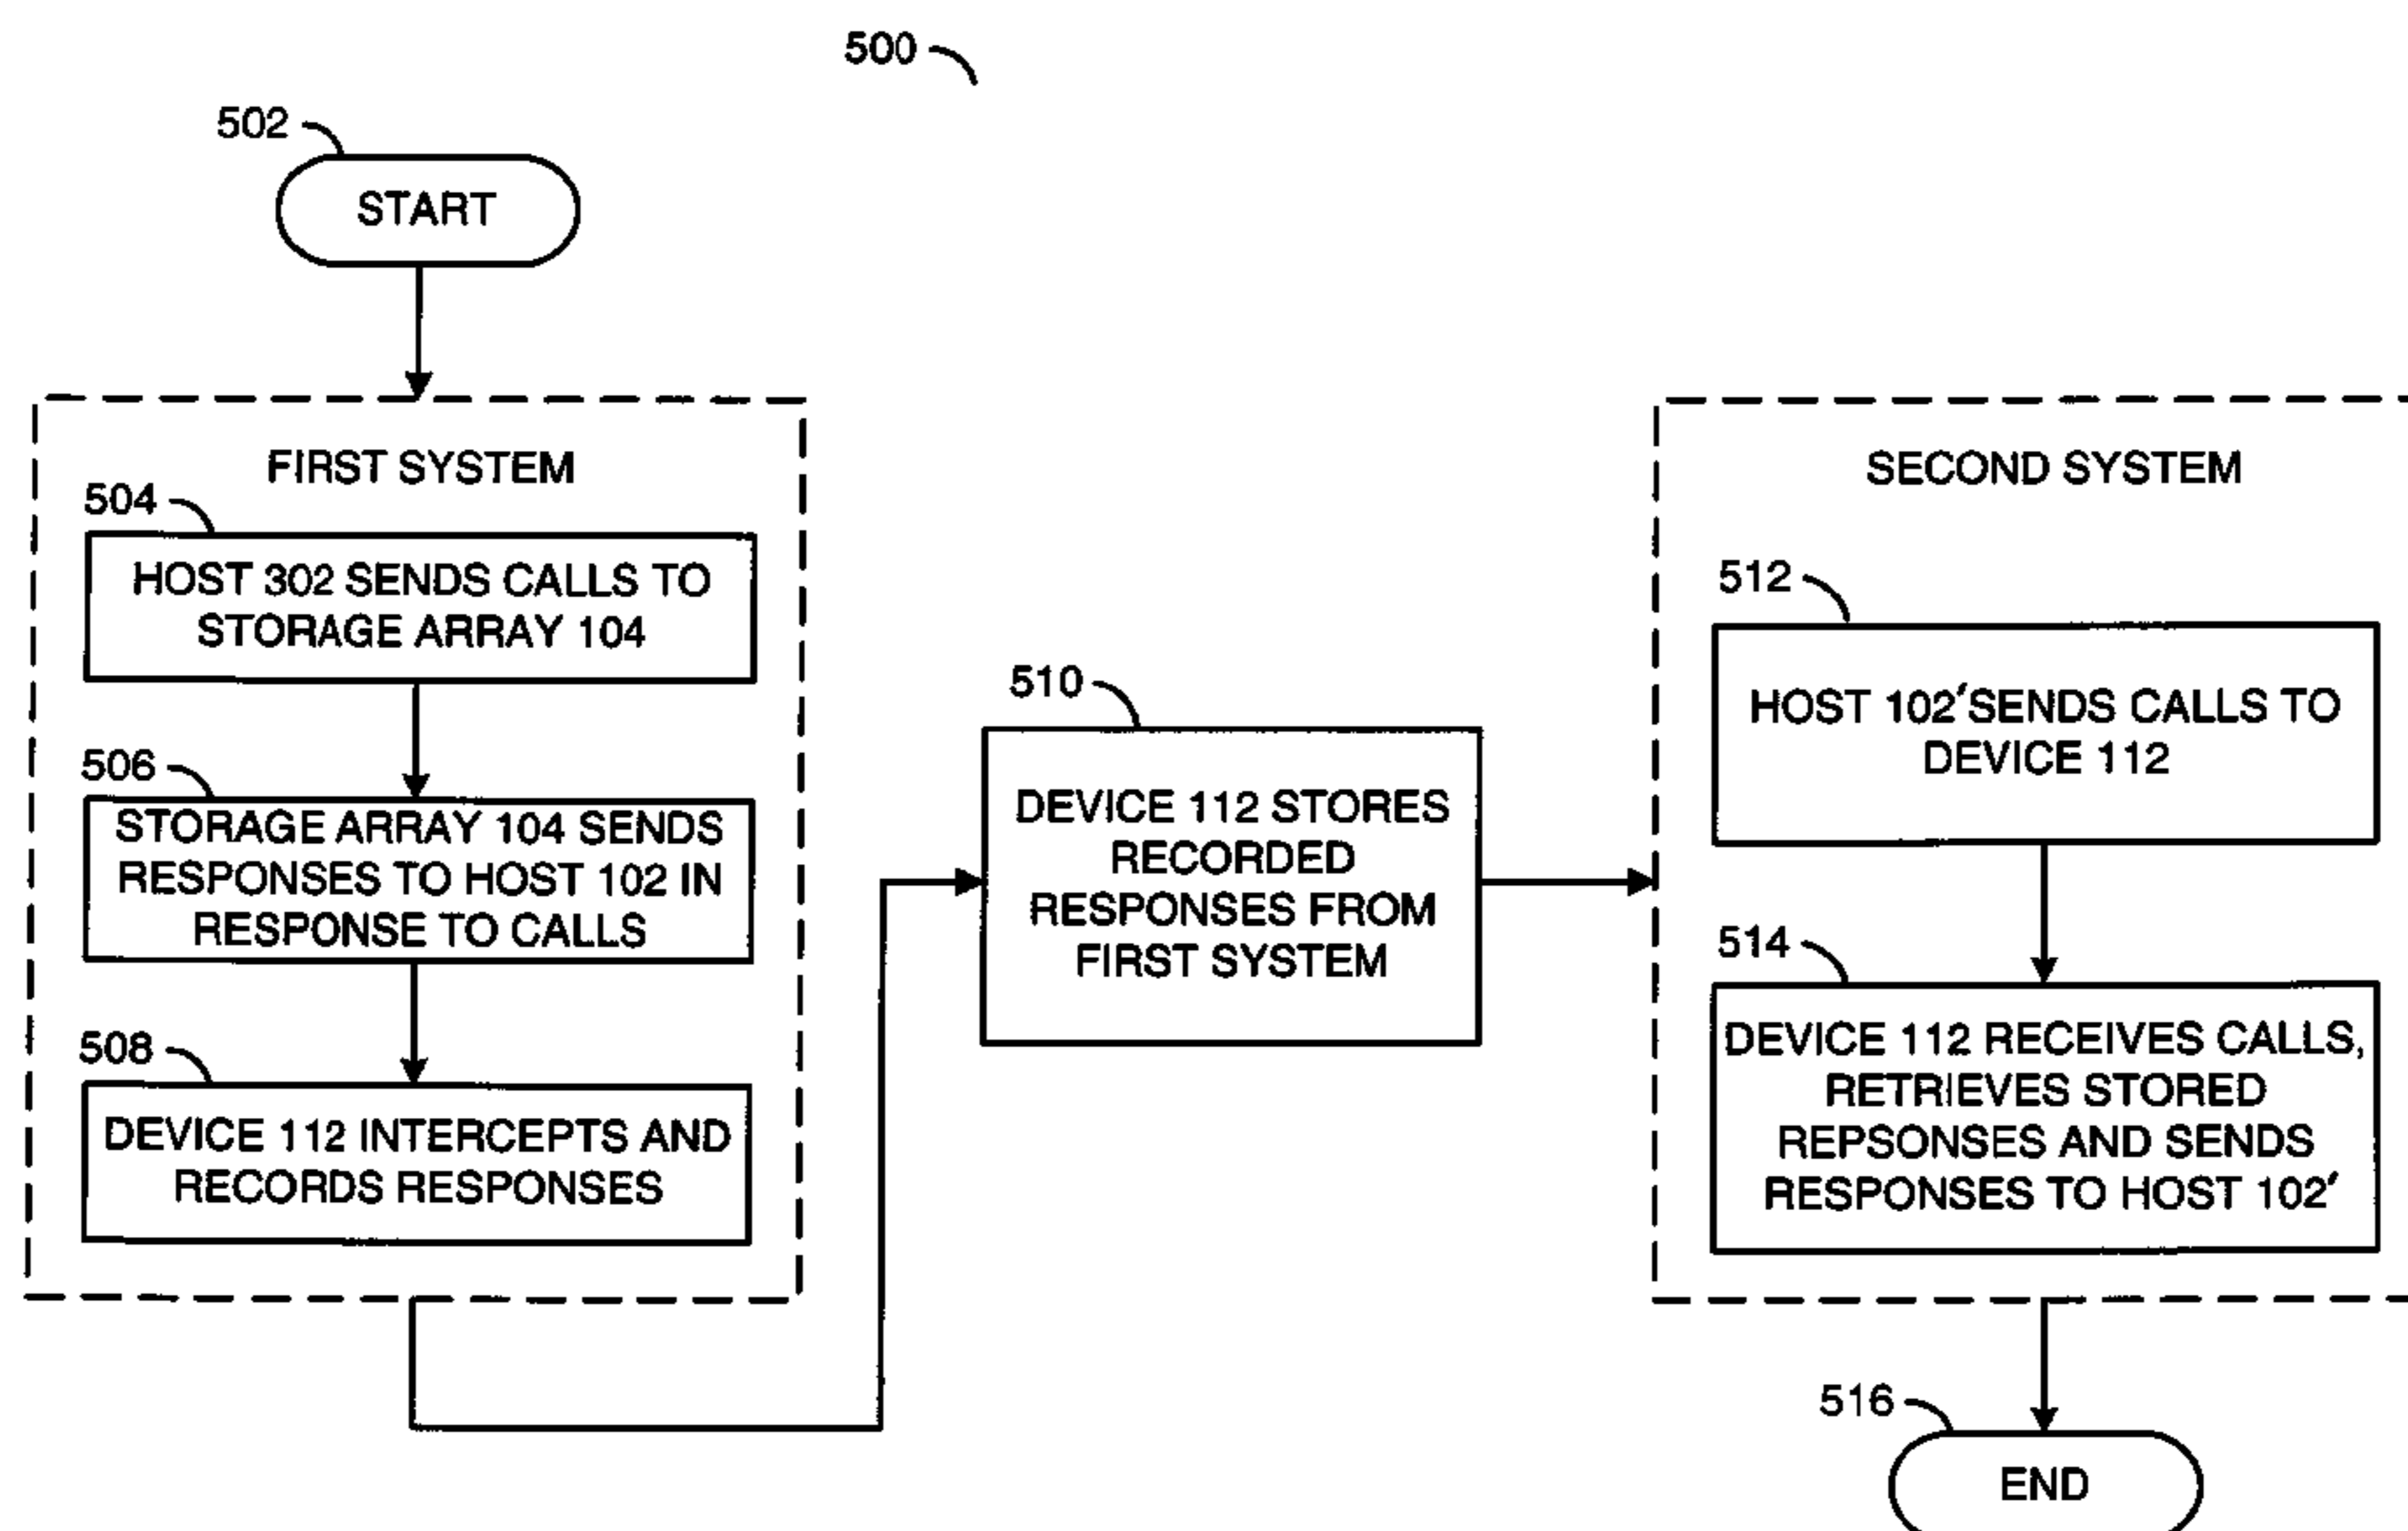 500
502
START
FIRST SYSTEM
504
HOST 302 SENDS CALLS TO
STORAGE ARRAY 104
506
STORAGE ARRAY 104 SENDS
RESPONSES TO HOST 102 IN
RESPONSE TO CALLS
508
DEVICE 112 INTERCEPTS AND
RECORDS RESPONSES
510
DEVICE 112 STORES
RECORDED
RESPONSES FROM
FIRST SYSTEM
SECOND SYSTEM
512
HOST 102′SENDS CALLS TO
DEVICE 112
514
DEVICE 112 RECEIVES CALLS,
RETRIEVES STORED
REPSONSES AND SENDS
RESPONSES TO HOST 102′
516
END